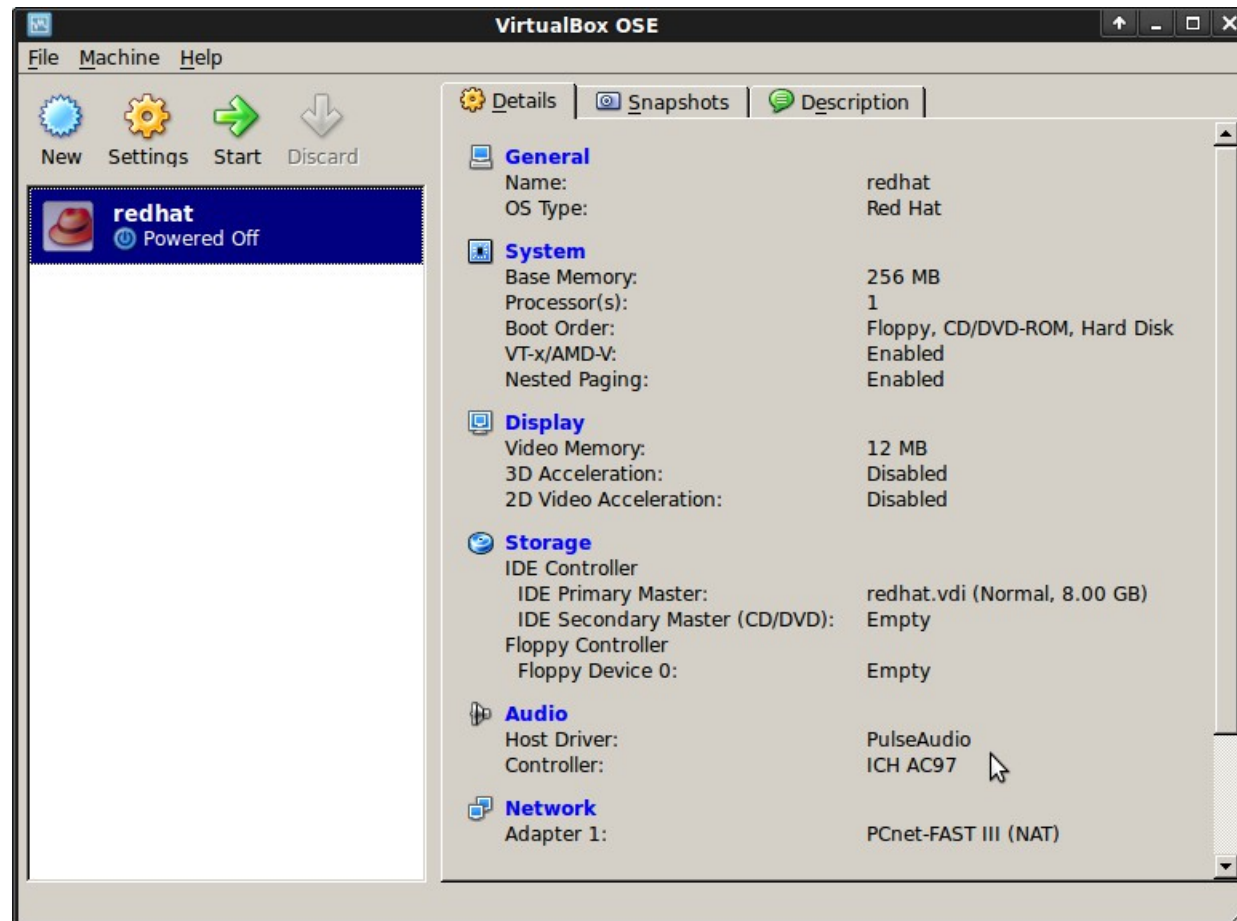 VirtualBox OSE
File Machine Help
New Settings Start Discard
redhat
Powered Off
Details Snapshots Description
General
Name: redhat
OS Type: Red Hat
System
Base Memory: 256 MB
Processor(s): 1
Boot Order: Floppy, CD/DVD-ROM, Hard Disk
VT-x/AMD-V: Enabled
Nested Paging: Enabled
Display
Video Memory: 12 MB
3D Acceleration: Disabled
2D Video Acceleration: Disabled
Storage
IDE Controller
IDE Primary Master: redhat.vdi (Normal, 8.00 GB)
IDE Secondary Master (CD/DVD): Empty
Floppy Controller
Floppy Device 0: Empty
Audio
Host Driver: PulseAudio
Controller: ICH AC97
Network
Adapter 1: PCnet-FAST III (NAT)